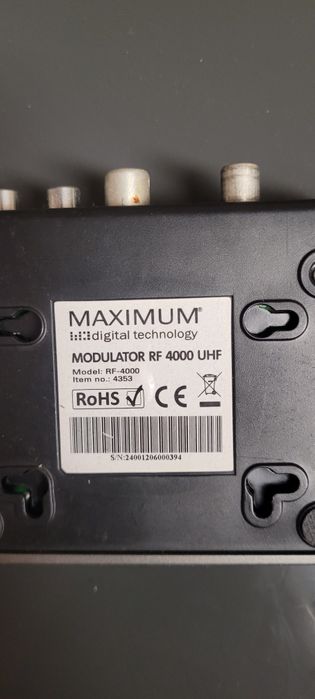 MAXIMUM®
digital technology
MODULATOR RF 4000 UHF
Model: RF-4000
Item no.: 4353
RoHS CE
S/N:24001206000394